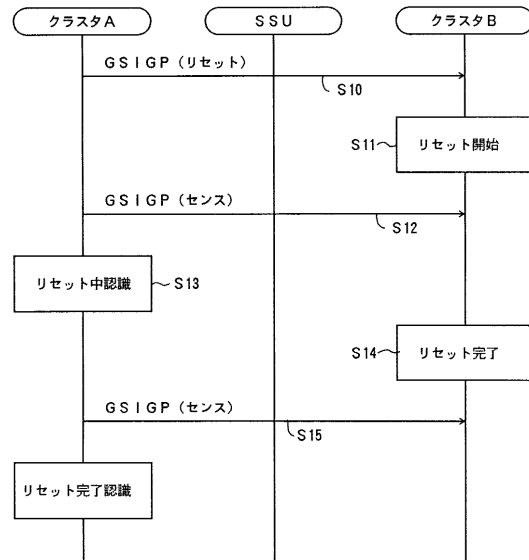 クラスタA
SSU
クラスタB
GSIGP(リセット)
S10
S11
リセット開始
GSIGP(センス)
S12
リセット中認識
S13
S14
リセット完了
GSIGP(センス)
S15
リセット完了認識